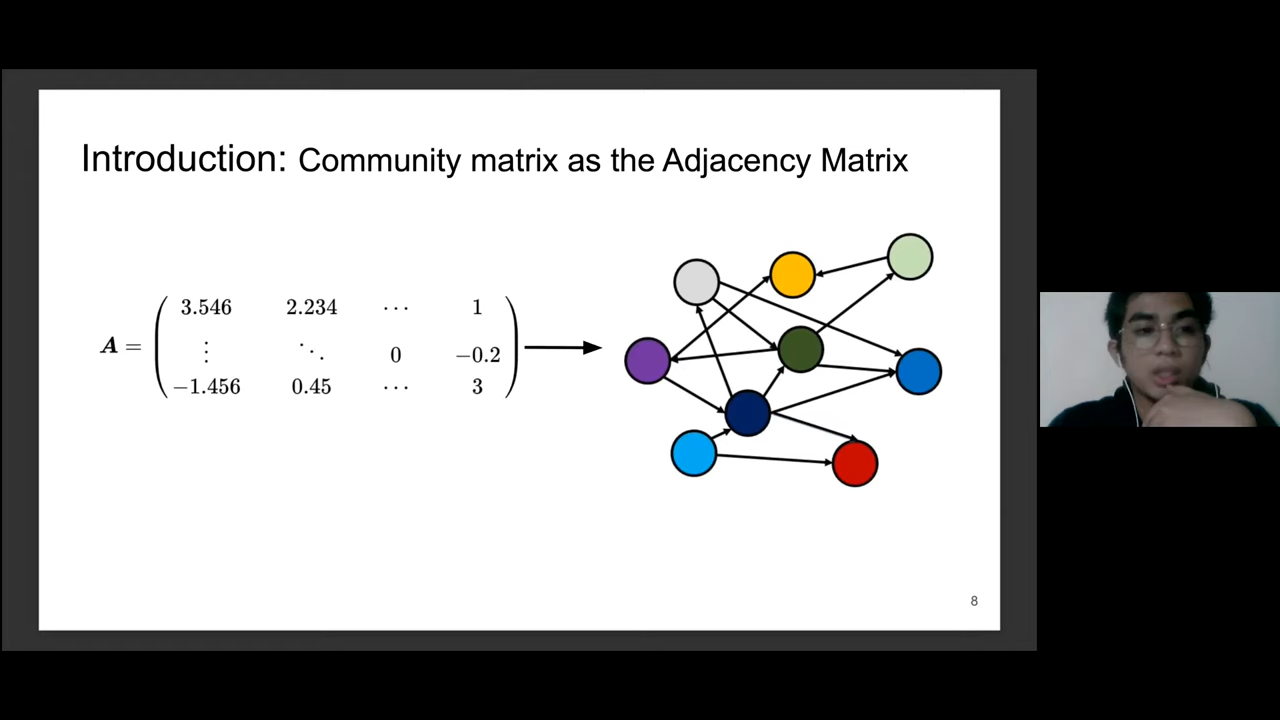 Introduction: Community matrix as the Adjacency Matrix
3.546 2.234 ⋯ 1
A = ⋮ ⋱ 0 −0.2
−1.456 0.45 ⋯ 3
8